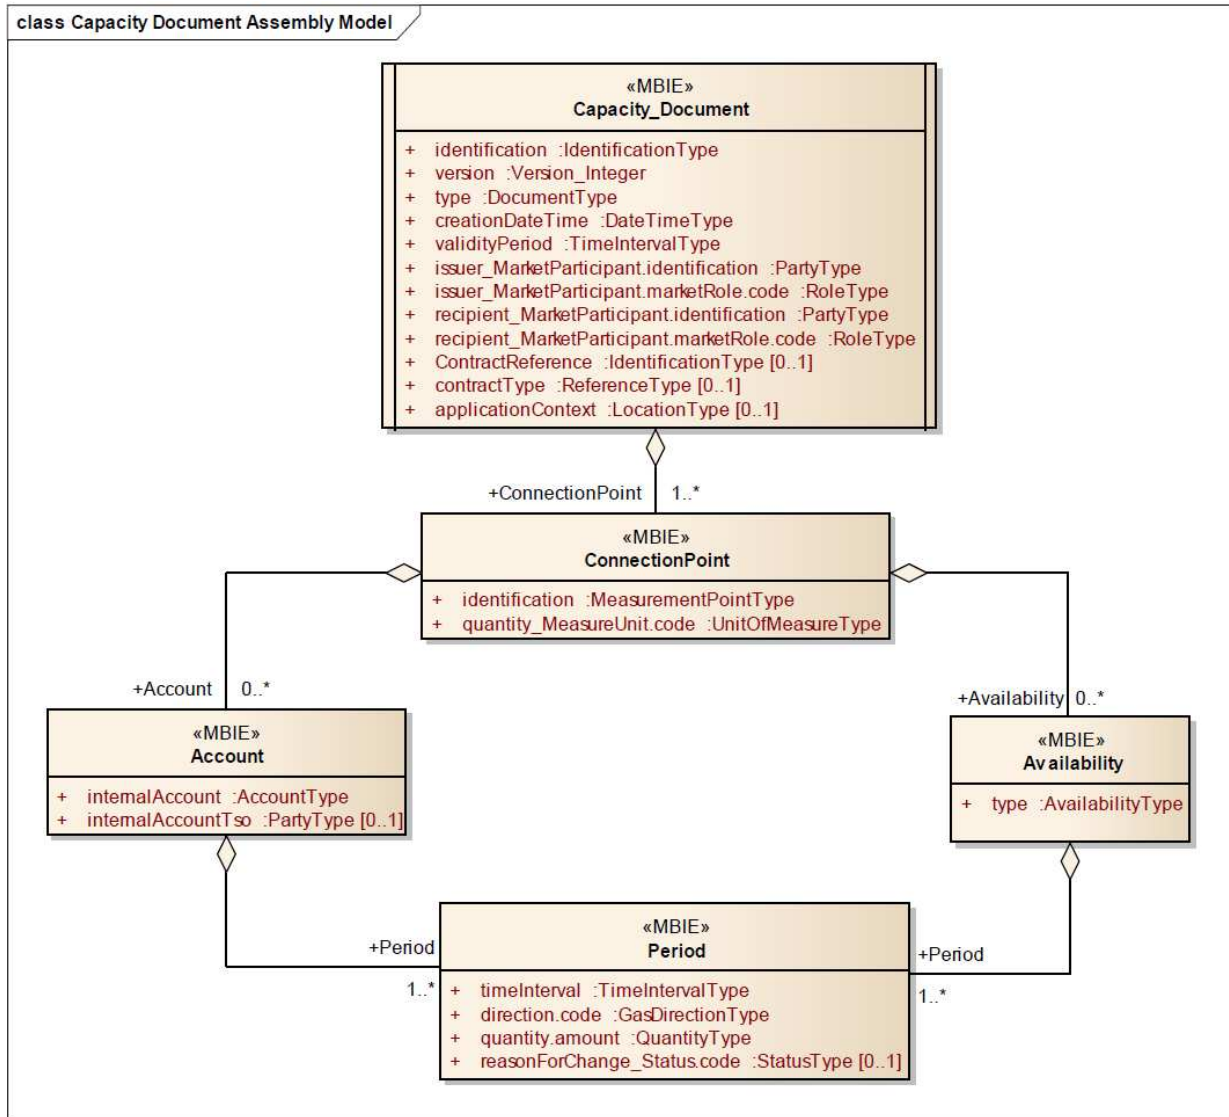 class Capacity Document Assembly Model
«MBIE»
Capacity_Document
+ identification :IdentificationType
+ version :Version_Integer
+ type :DocumentType
+ creationDateTime :DateTimeType
+ validityPeriod :TimeIntervalType
+ issuer_MarketParticipant.identification :PartyType
+ issuer_MarketParticipant.marketRole.code :RoleType
+ recipient_MarketParticipant.identification :PartyType
+ recipient_MarketParticipant.marketRole.code :RoleType
+ ContractReference :IdentificationType [0..1]
+ contractType :ReferenceType [0..1]
+ applicationContext :LocationType [0..1]
+ConnectionPoint 1..*
«MBIE»
ConnectionPoint
+ identification :MeasurementPointType
+ quantity_MeasureUnit.code :UnitOfMeasureType
+Account 0..*
+Availability 0..*
«MBIE»
Account
+ internalAccount :AccountType
+ internalAccountTso :PartyType [0..1]
«MBIE»
Availability
+ type :AvailabilityType
+Period
1..*
«MBIE»
Period
+ timeInterval :TimeIntervalType
+ direction.code :GasDirectionType
+ quantity.amount :QuantityType
+ reasonForChange_Status.code :StatusType [0..1]
+Period
1..*